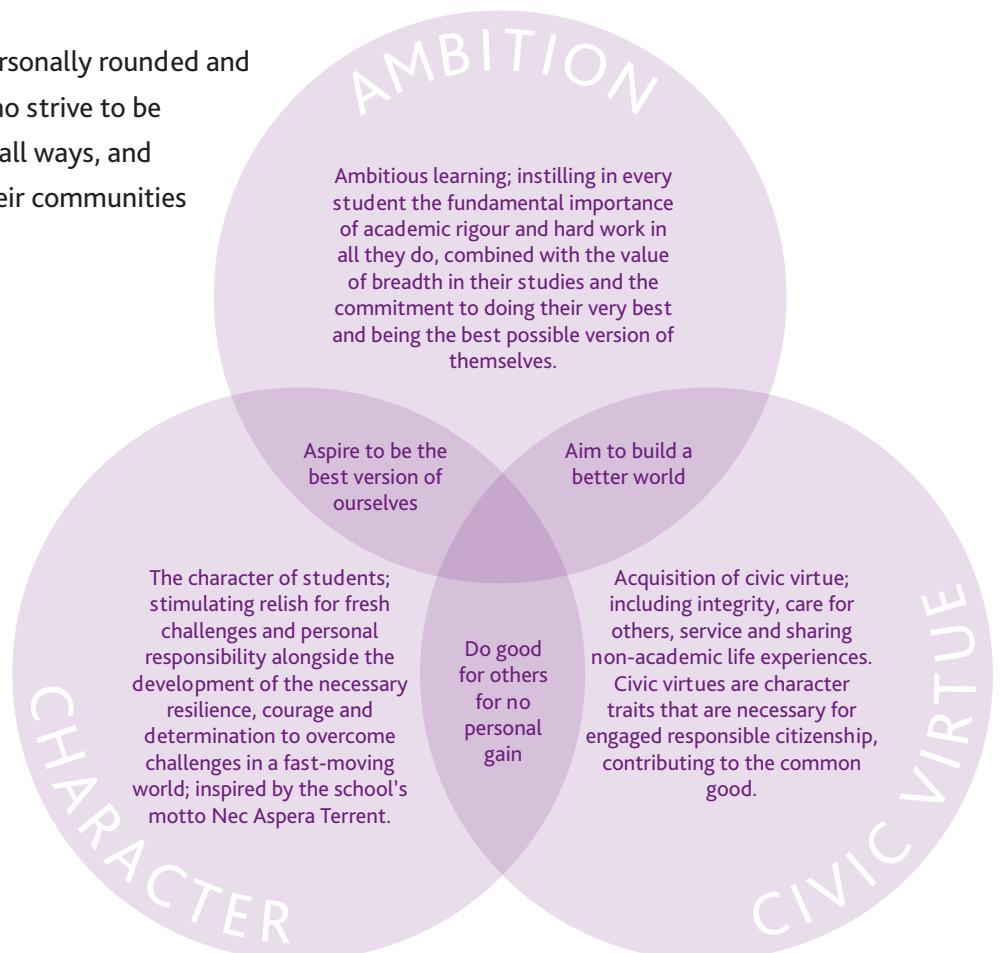 rsonally rounded and
no strive to be
all ways, and
eir communities
AMBITION
Ambitious learning; instilling in every
student the fundamental importance
of academic rigour and hard work in
all they do, combined with the value
of breadth in their studies and the
commitment to doing their very best
and being the best possible version of
themselves.
Aspire to be the
best version of
ourselves
Aim to build a
better world
The character of students;
stimulating relish for fresh
challenges and personal
responsibility alongside the
development of the necessary
resilience, courage and
determination to overcome
challenges in a fast-moving
world; inspired by the school's
motto Nec Aspera Terrent.
CHARACTER
Do good
for others
for no
personal
gain
Acquisition of civic virtue;
including integrity, care for
others, service and sharing
non-academic life experiences.
Civic virtues are character
traits that are necessary for
engaged responsible citizenship,
contributing to the common
good.
CIVIC VIRTUE